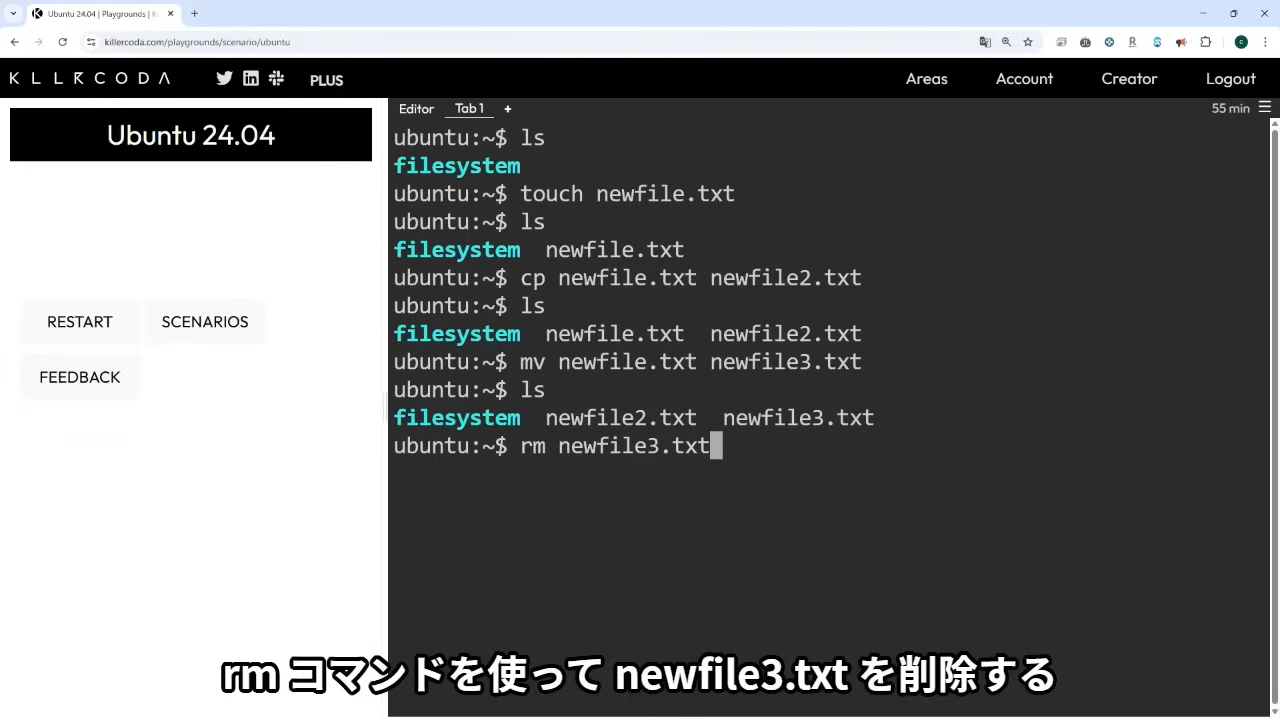 Ubuntu 24.04 | Playgrounds | K
killercoda.com/playgrounds/scenario/ubuntu
KLLRCODA PLUS Areas Account Creator Logout
Editor Tab 1 + 55 min
Ubuntu 24.04
RESTART SCENARIOS
FEEDBACK
ubuntu:~$ ls
filesystem
ubuntu:~$ touch newfile.txt
ubuntu:~$ ls
filesystem newfile.txt
ubuntu:~$ cp newfile.txt newfile2.txt
ubuntu:~$ ls
filesystem newfile.txt newfile2.txt
ubuntu:~$ mv newfile.txt newfile3.txt
ubuntu:~$ ls
filesystem newfile2.txt newfile3.txt
ubuntu:~$ rm newfile3.txt
rm コマンドを使って newfile3.txt を削除する